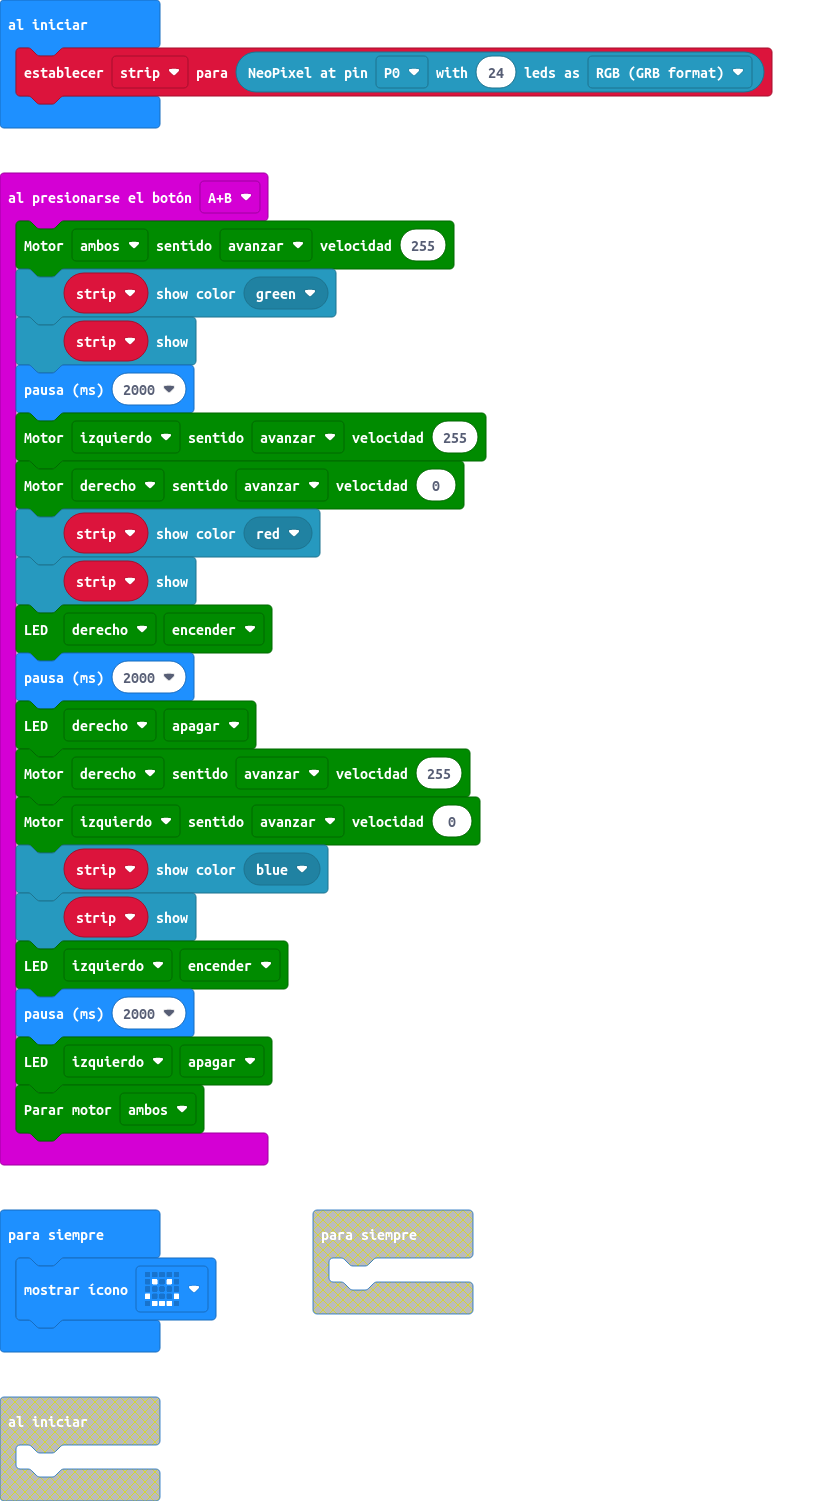 al iniciar
establecer strip para NeoPixel at pin P0 with 24 leds as RGB (GRB format)
al presionarse el botón A+B
Motor ambos sentido avanzar velocidad 255
strip show color green
strip show
pausa (ms) 2000
Motor izquierdo sentido avanzar velocidad 255
Motor derecho sentido avanzar velocidad 0
strip show color red
strip show
LED derecho encender
pausa (ms) 2000
LED derecho apagar
Motor derecho sentido avanzar velocidad 255
Motor izquierdo sentido avanzar velocidad 0
strip show color blue
strip show
LED izquierdo encender
pausa (ms) 2000
LED izquierdo apagar
Parar motor ambos
para siempre
mostrar ícono
para siempre
al iniciar